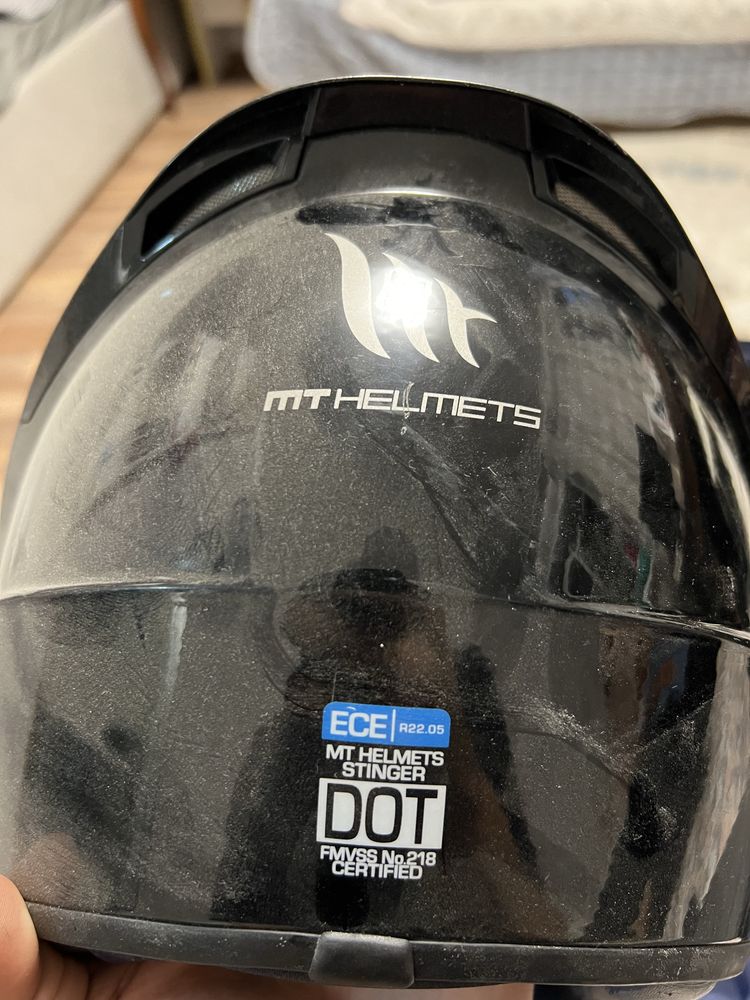 MT HELMETS
ECE R22.05
MT HELMETS
STINGER
DOT
FMVSS No.218
CERTIFIED